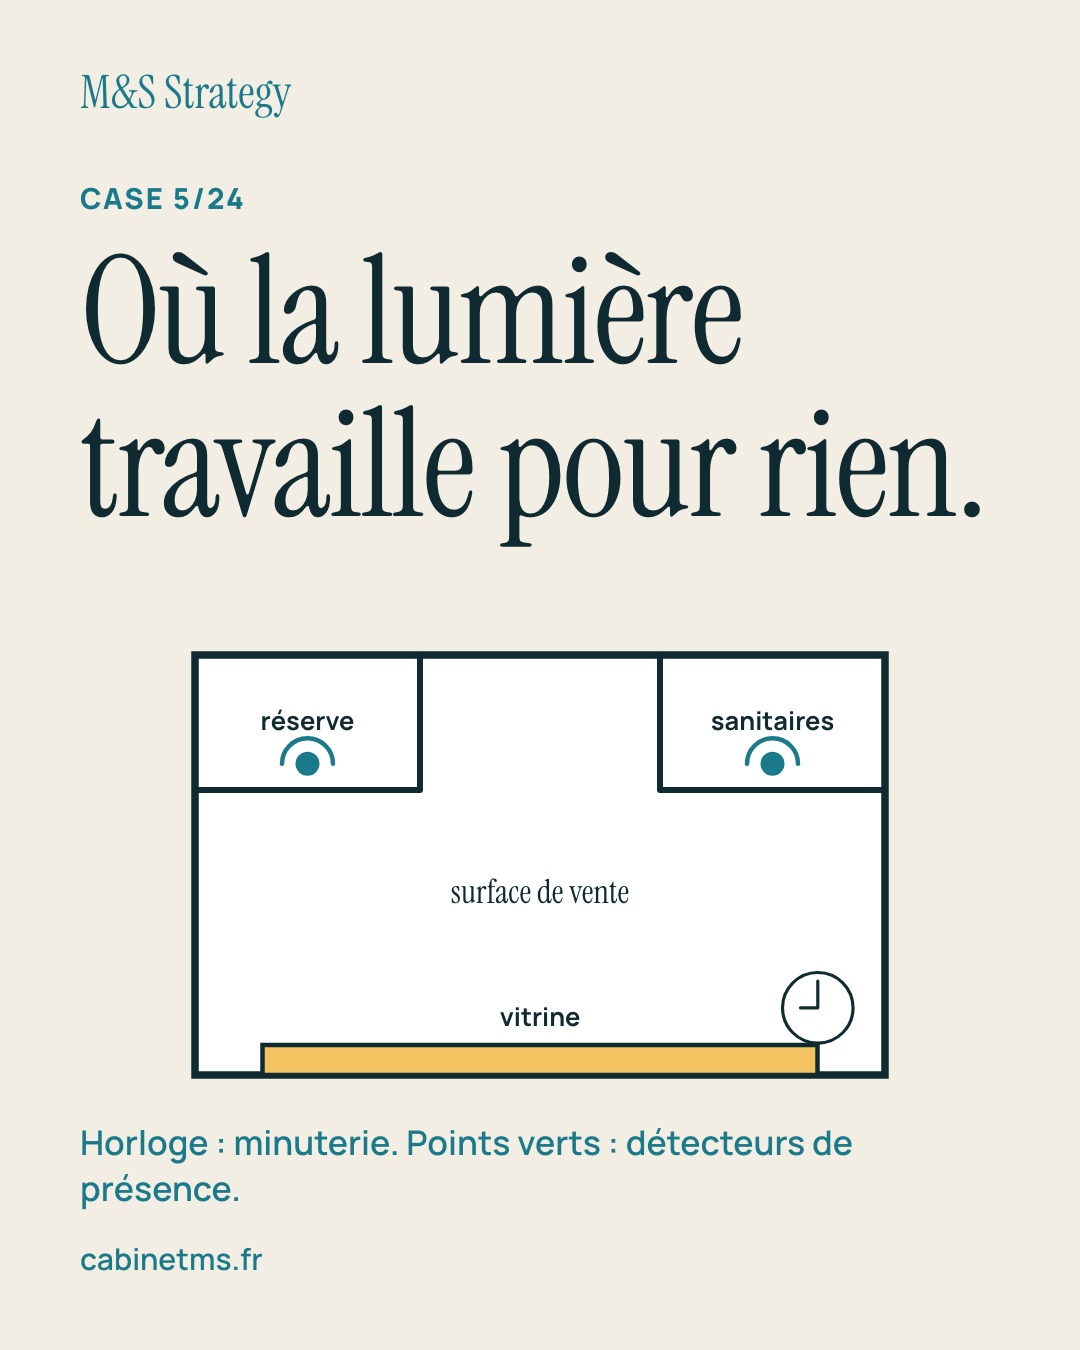 M&S Strategy
CASE 5/24
Où la lumière
travaille pour rien.
réserve
sanitaires
surface de vente
vitrine
Horloge : minuterie. Points verts : détecteurs de
présence.
cabinetms.fr